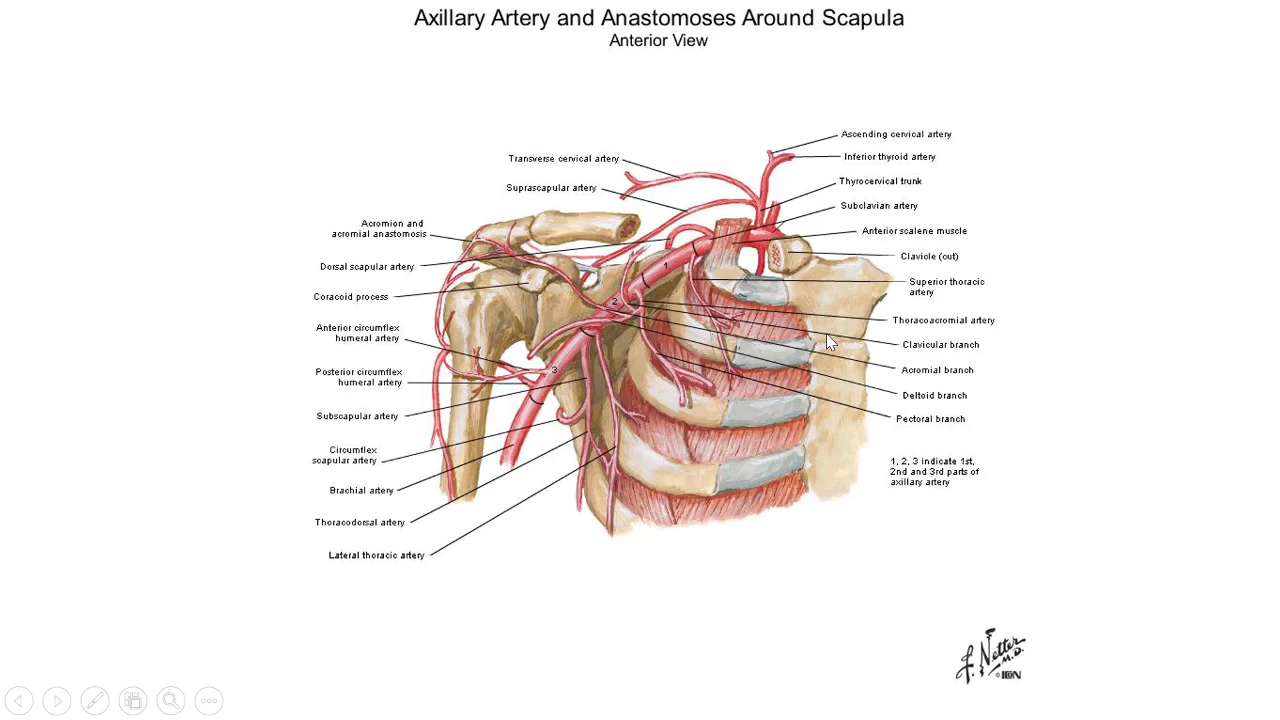 Axillary Artery and Anastomoses Around Scapula
Anterior View
Ascending cervical artery
Inferior thyroid artery
Transverse cervical artery
Thyrocervical trunk
Suprascapular artery
Subclavian artery
Acromion and
acromial anastomosis
Anterior scalene muscle
Clavicle (cut)
Dorsal scapular artery
Superior thoracic
artery
Coracoid process
Thoracoacromial artery
Anterior circumflex
humeral artery
Clavicular branch
Acromial branch
Posterior circumflex
humeral artery
Deltoid branch
Subscapular artery
Pectoral branch
Circumflex
scapular artery
1, 2, 3 indicate 1st,
2nd and 3rd parts of
axillary artery
Brachial artery
Thoracodorsal artery
Lateral thoracic artery
1
2
3
F. Netter
M.D.
©ICON